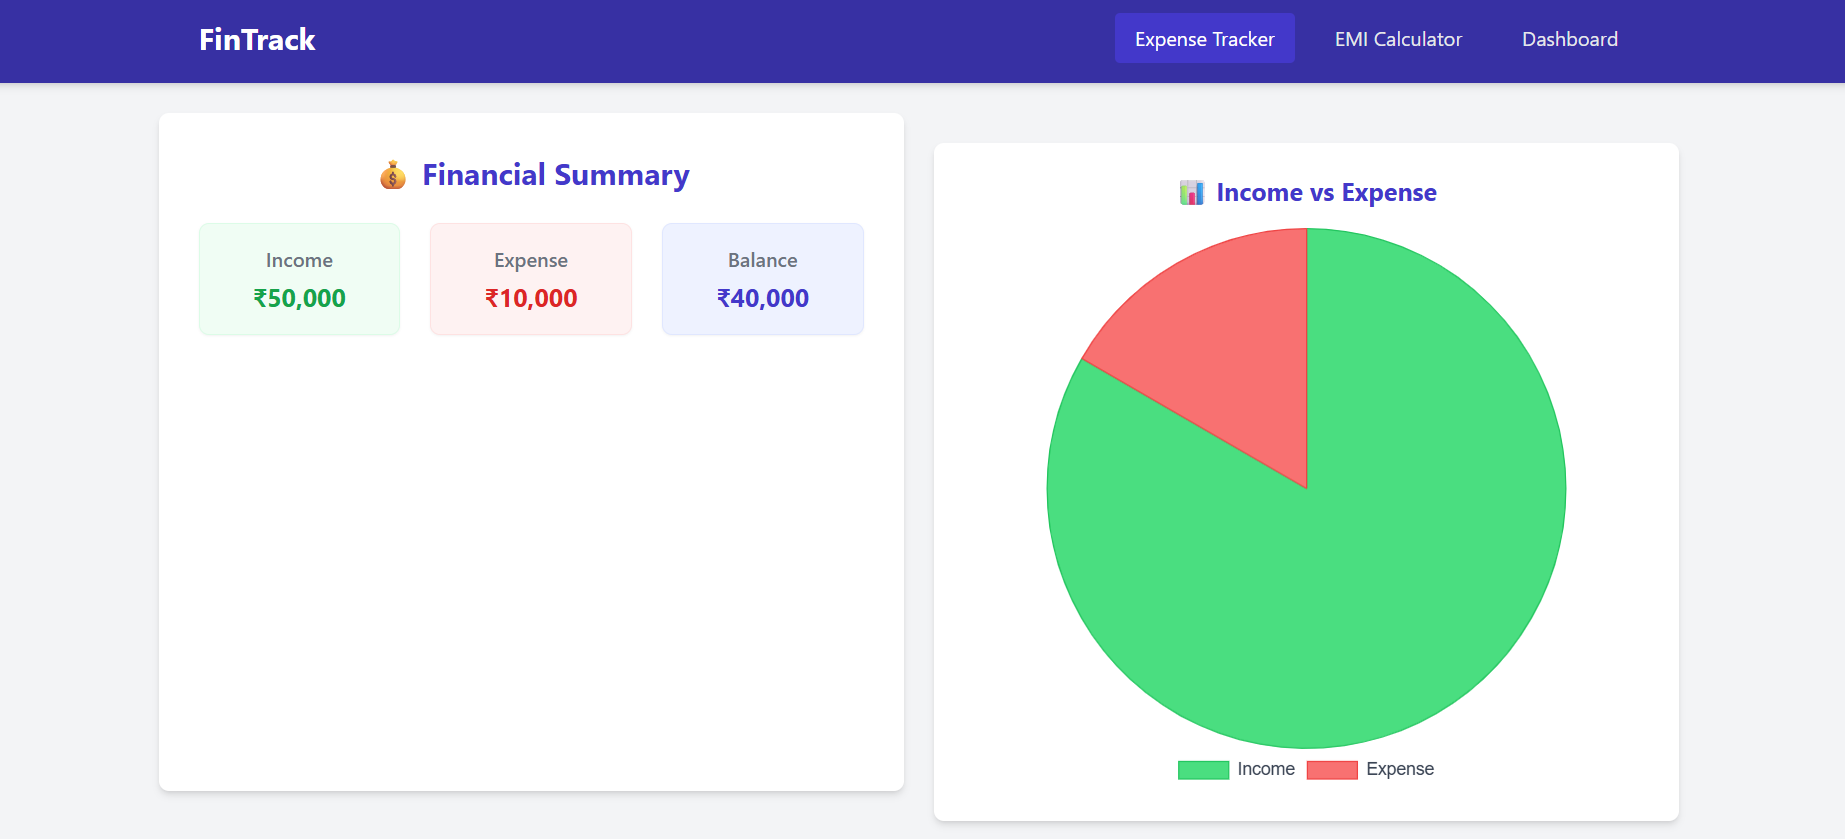 FinTrack
Expense Tracker
EMI Calculator
Dashboard
Financial Summary
Income
₹50,000
Expense
₹10,000
Balance
₹40,000
Income vs Expense
Income
Expense